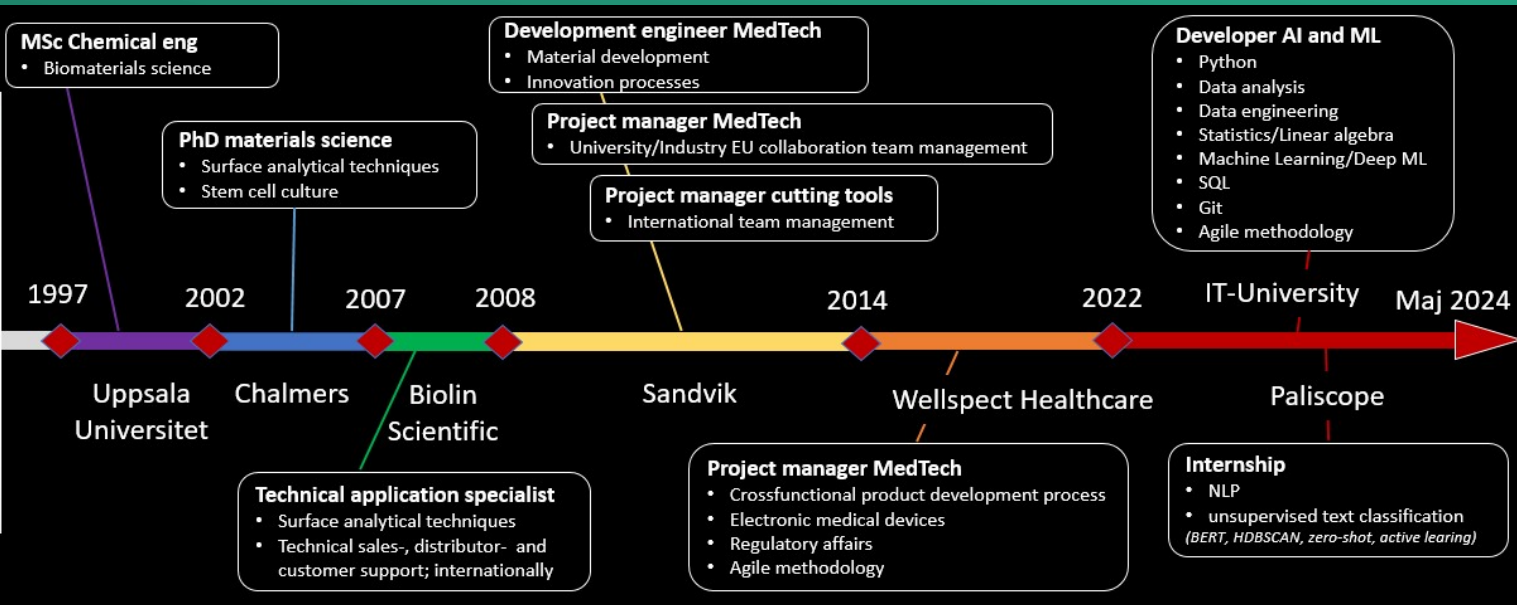 MSc Chemical eng
• Biomaterials science
PhD materials science
• Surface analytical techniques
• Stem cell culture
Development engineer MedTech
• Material development
• Innovation processes
Project manager MedTech
• University/Industry EU collaboration team management
Project manager cutting tools
• International team management
Developer AI and ML
• Python
• Data analysis
• Data engineering
• Statistics/Linear algebra
• Machine Learning/Deep ML
• SQL
• Git
• Agile methodology
1997
2002
2007
2008
2014
2022
IT-University
Maj 2024
Uppsala
Universitet
Chalmers
Biolin
Scientific
Sandvik
Wellspect Healthcare
Paliscope
Technical application specialist
• Surface analytical techniques
• Technical sales-, distributor- and
customer support; internationally
Project manager MedTech
• Crossfunctional product development process
• Electronic medical devices
• Regulatory affairs
• Agile methodology
Internship
• NLP
• unsupervised text classification
(BERT, HDBSCAN, zero-shot, active learing)